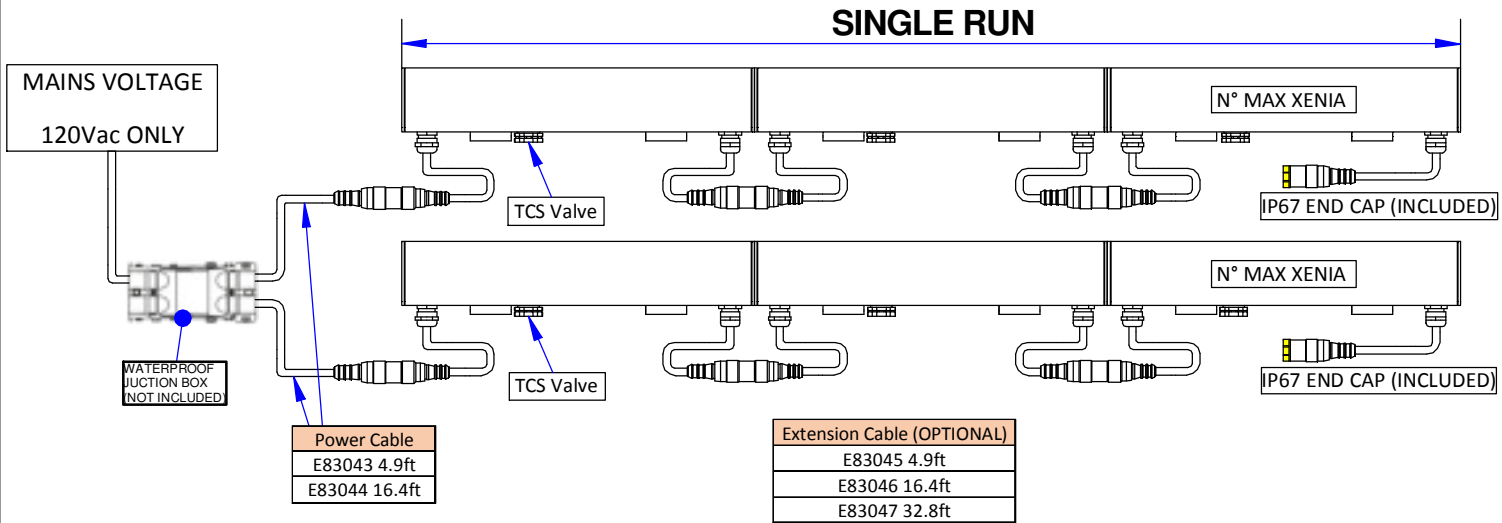 SINGLE RUN
MAINS VOLTAGE
120Vac ONLY
N° MAX XENIA
TCS Valve
IP67 END CAP (INCLUDED)
N° MAX XENIA
WATERPROOF
JUCTION BOX
(NOT INCLUDED)
TCS Valve
IP67 END CAP (INCLUDED)
Power Cable
E83043 4.9ft
E83044 16.4ft
Extension Cable (OPTIONAL)
E83045 4.9ft
E83046 16.4ft
E83047 32.8ft